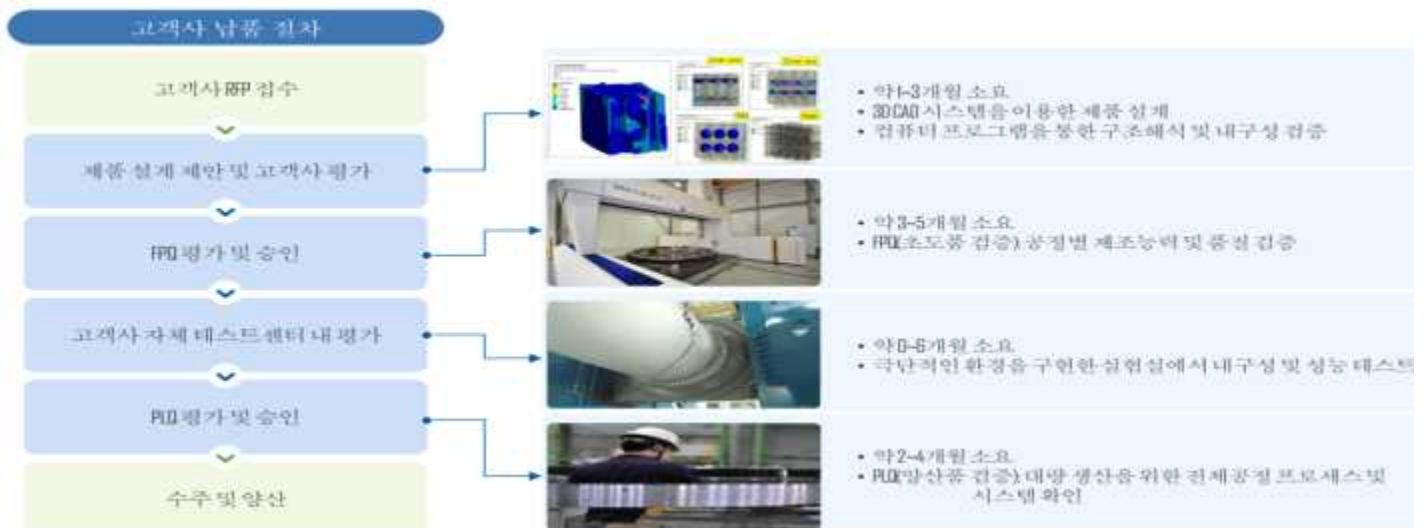 고객사 납품 절차
고객사 RFP 접수
제품 설계 제안 및 고객사 평가
FPQ 평가 및 승인
고객사 자체 테스트센터 내 평가
PLQ 평가 및 승인
수주 및 양산
• 약 1~3개월 소요
• 3D CAD 시스템을 이용한 제품 설계
• 컴퓨터 프로그램을 통한 구조해석 및 내구성 검증
• 약 3~5개월 소요
• FPQ(초도품 검증): 공정별 제조능력 및 품질 검증
• 약 0~6개월 소요
• 극단적인 환경을 구현한 실험실에서 내구성 및 성능 테스트
• 약 2~4개월 소요
• PLQ(양산품 검증): 대량 생산을 위한 전체공정 프로세스 및
시스템 확인